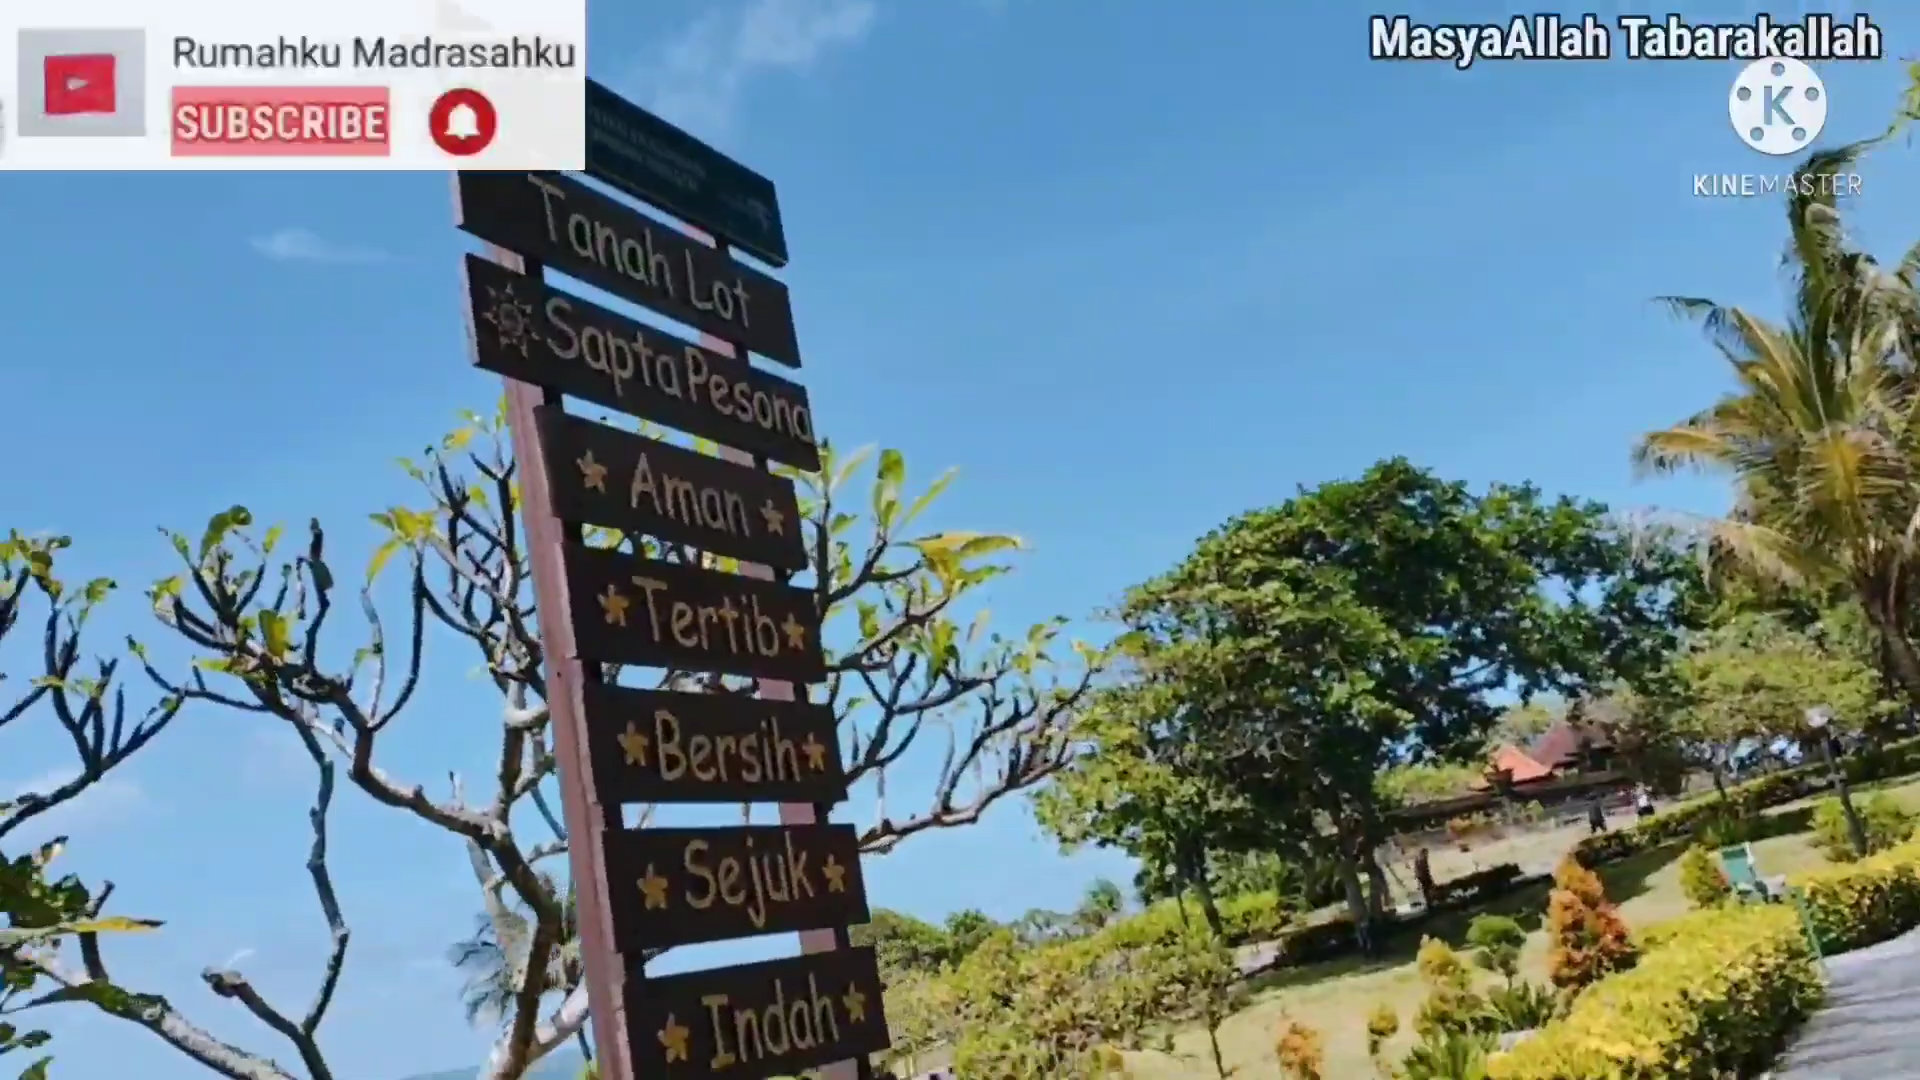 Rumahku Madrasahku
SUBSCRIBE
MasyaAllah Tabarakallah
K
KINEMASTER
Tanah Lot
Sapta Pesona
Aman
Tertib
Bersih
Sejuk
Indah